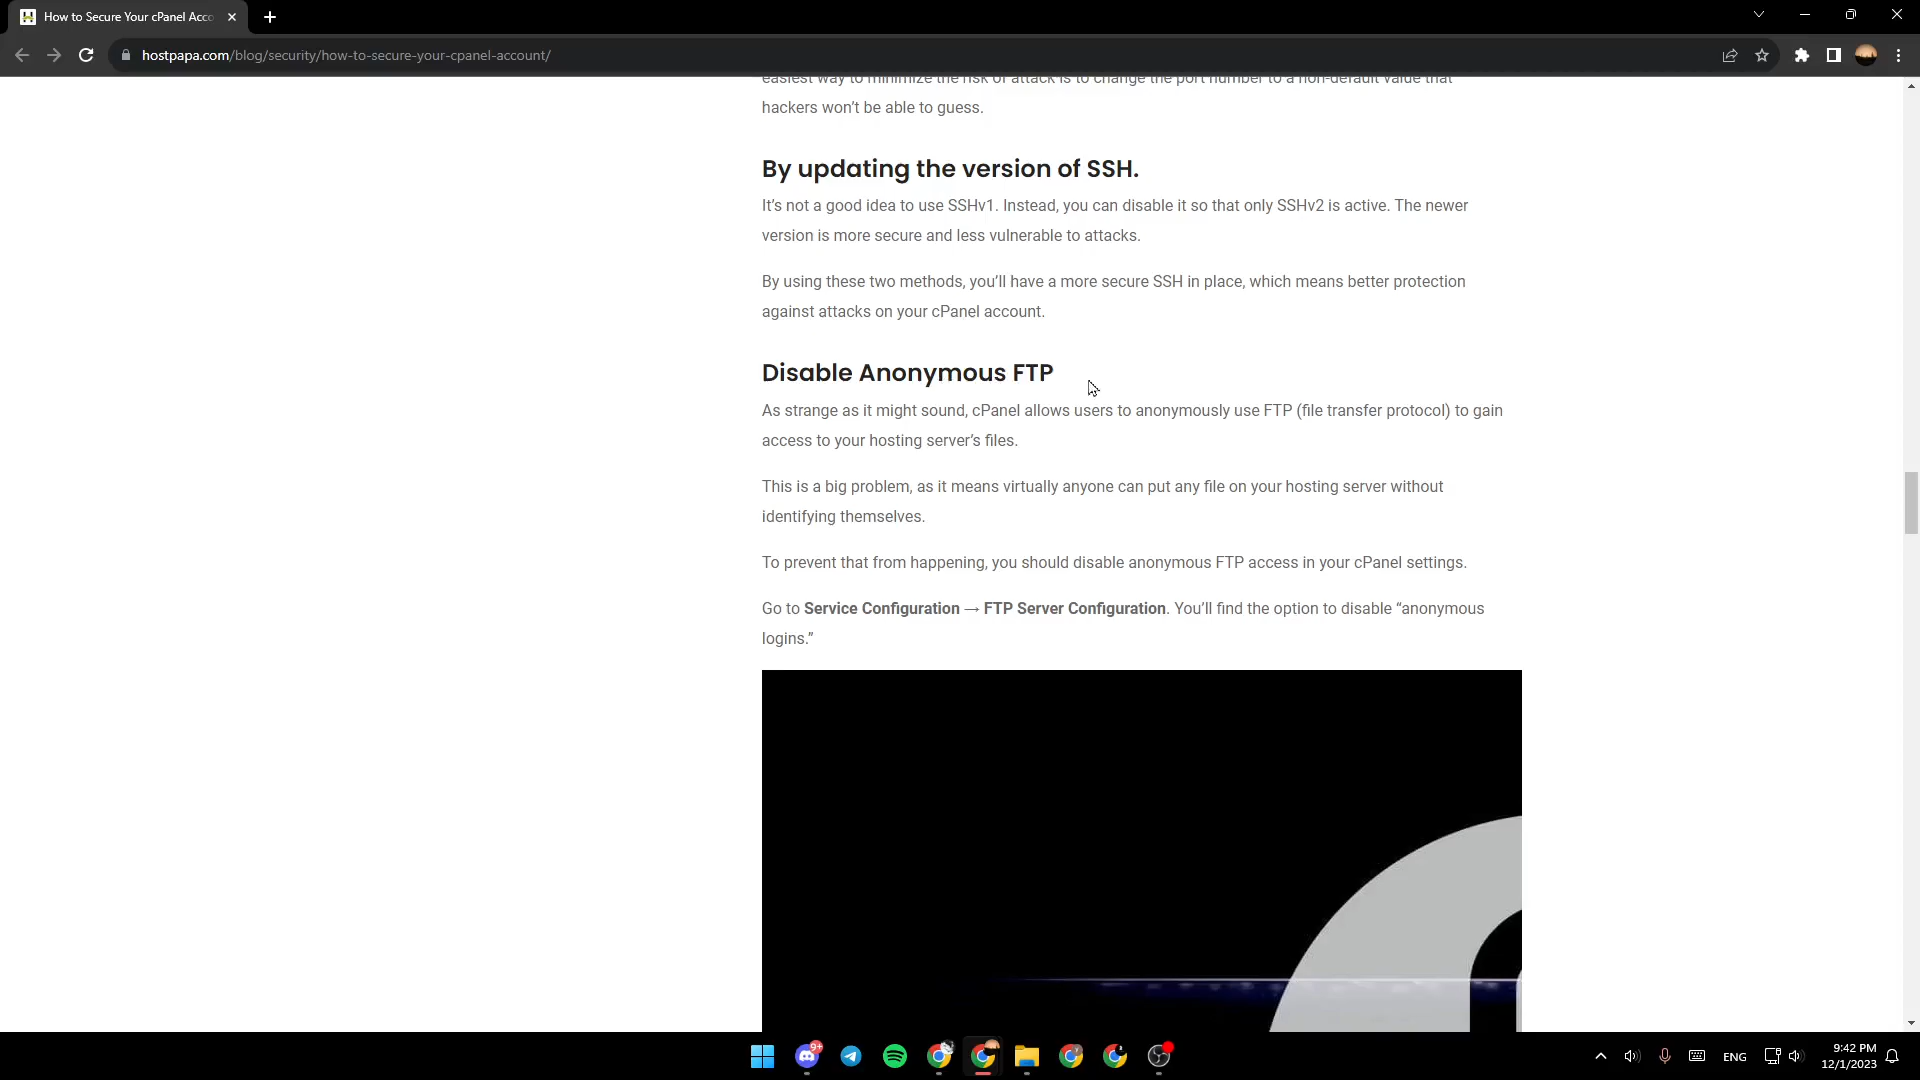 How to Secure Your cPanel Acco
hostpapa.com/blog/security/how-to-secure-your-cpanel-account/
easiest way to minimize the risk of attack is to change the port number to a non-default value that
hackers won’t be able to guess.
By updating the version of SSH.
It’s not a good idea to use SSHv1. Instead, you can disable it so that only SSHv2 is active. The newer
version is more secure and less vulnerable to attacks.
By using these two methods, you’ll have a more secure SSH in place, which means better protection
against attacks on your cPanel account.
Disable Anonymous FTP
As strange as it might sound, cPanel allows users to anonymously use FTP (file transfer protocol) to gain
access to your hosting server’s files.
This is a big problem, as it means virtually anyone can put any file on your hosting server without
identifying themselves.
To prevent that from happening, you should disable anonymous FTP access in your cPanel settings.
Go to Service Configuration → FTP Server Configuration. You’ll find the option to disable “anonymous
logins.”
9+
ENG
9:42 PM
12/1/2023